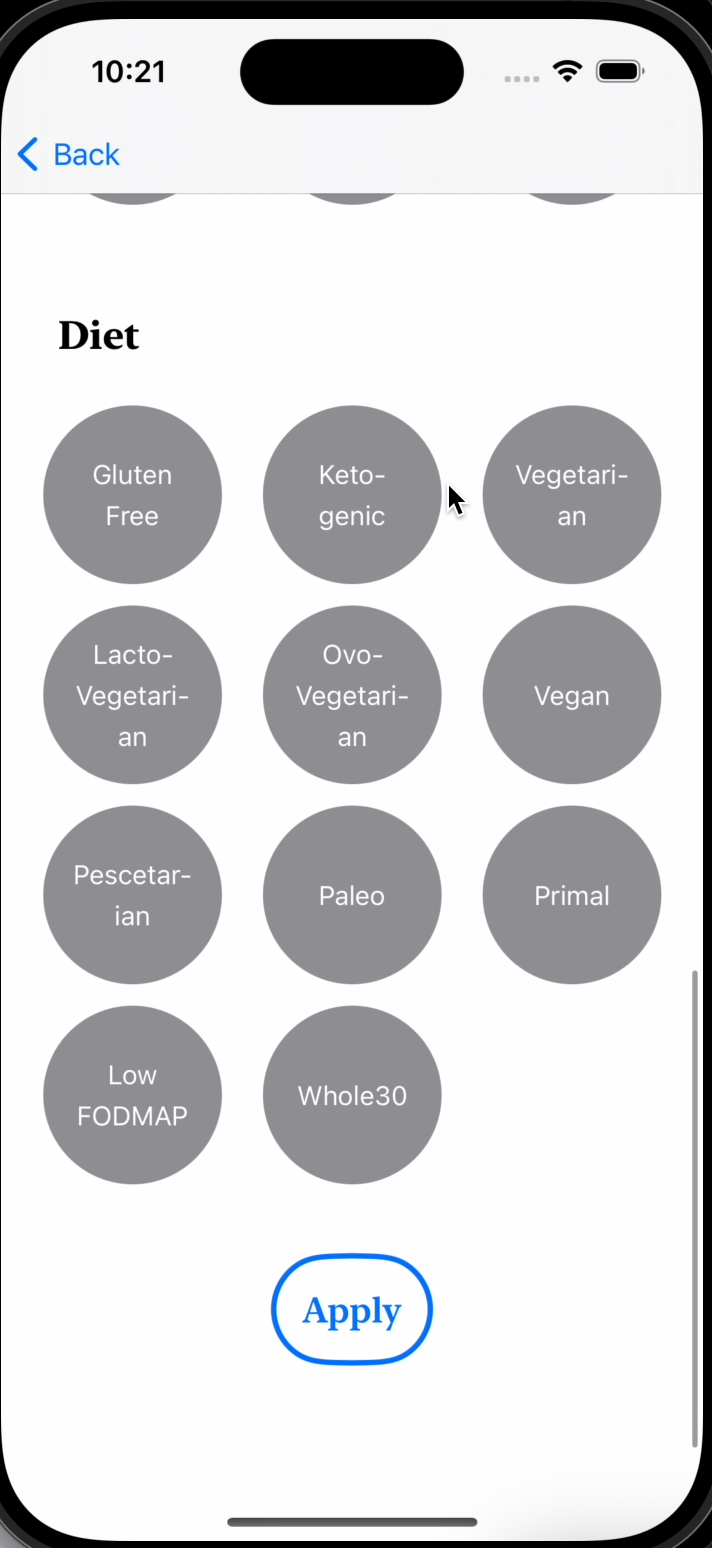 10:21
Back
Diet
Gluten
Free
Keto-
genic
Vegetari-
an
Lacto-
Vegetari-
an
Ovo-
Vegetari-
an
Vegan
Pescetar-
ian
Paleo
Primal
Low
FODMAP
Whole30
Apply